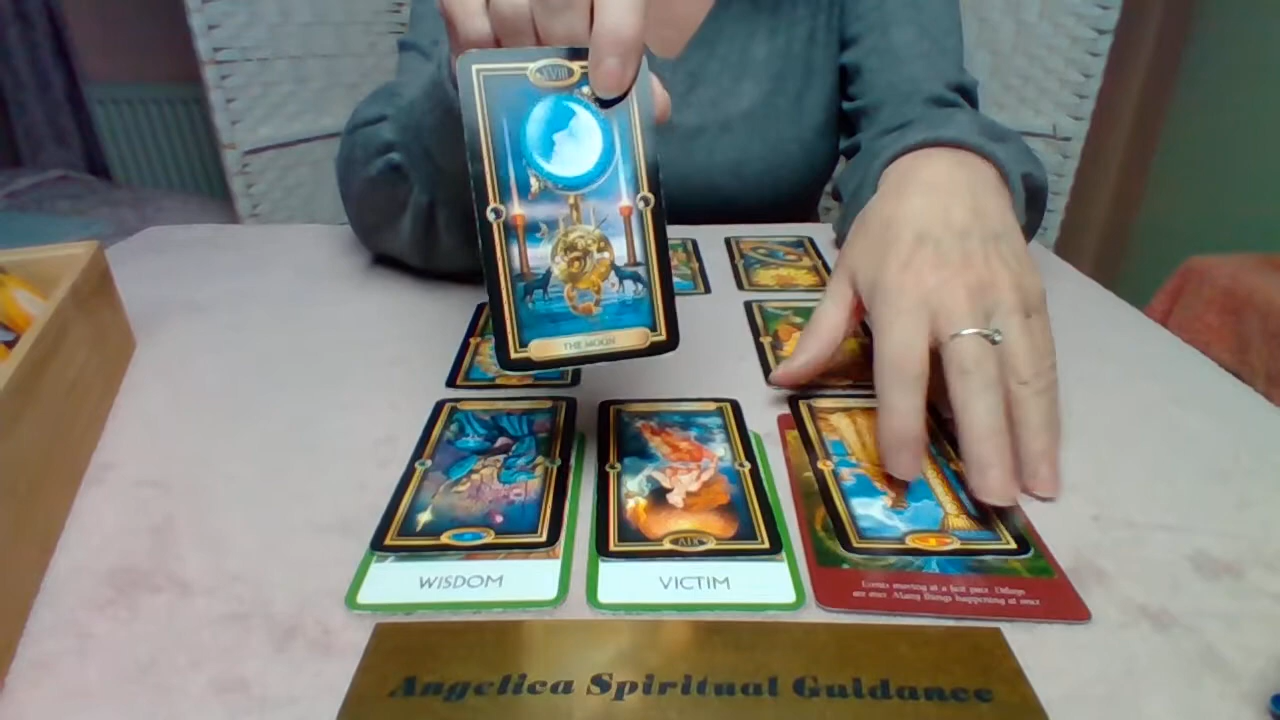 XVIII
THE MOON
WISDOM
VICTIM
Events moving at a fast pace. Delays
are over. Many things happening at once
Angelica Spiritual Guidance